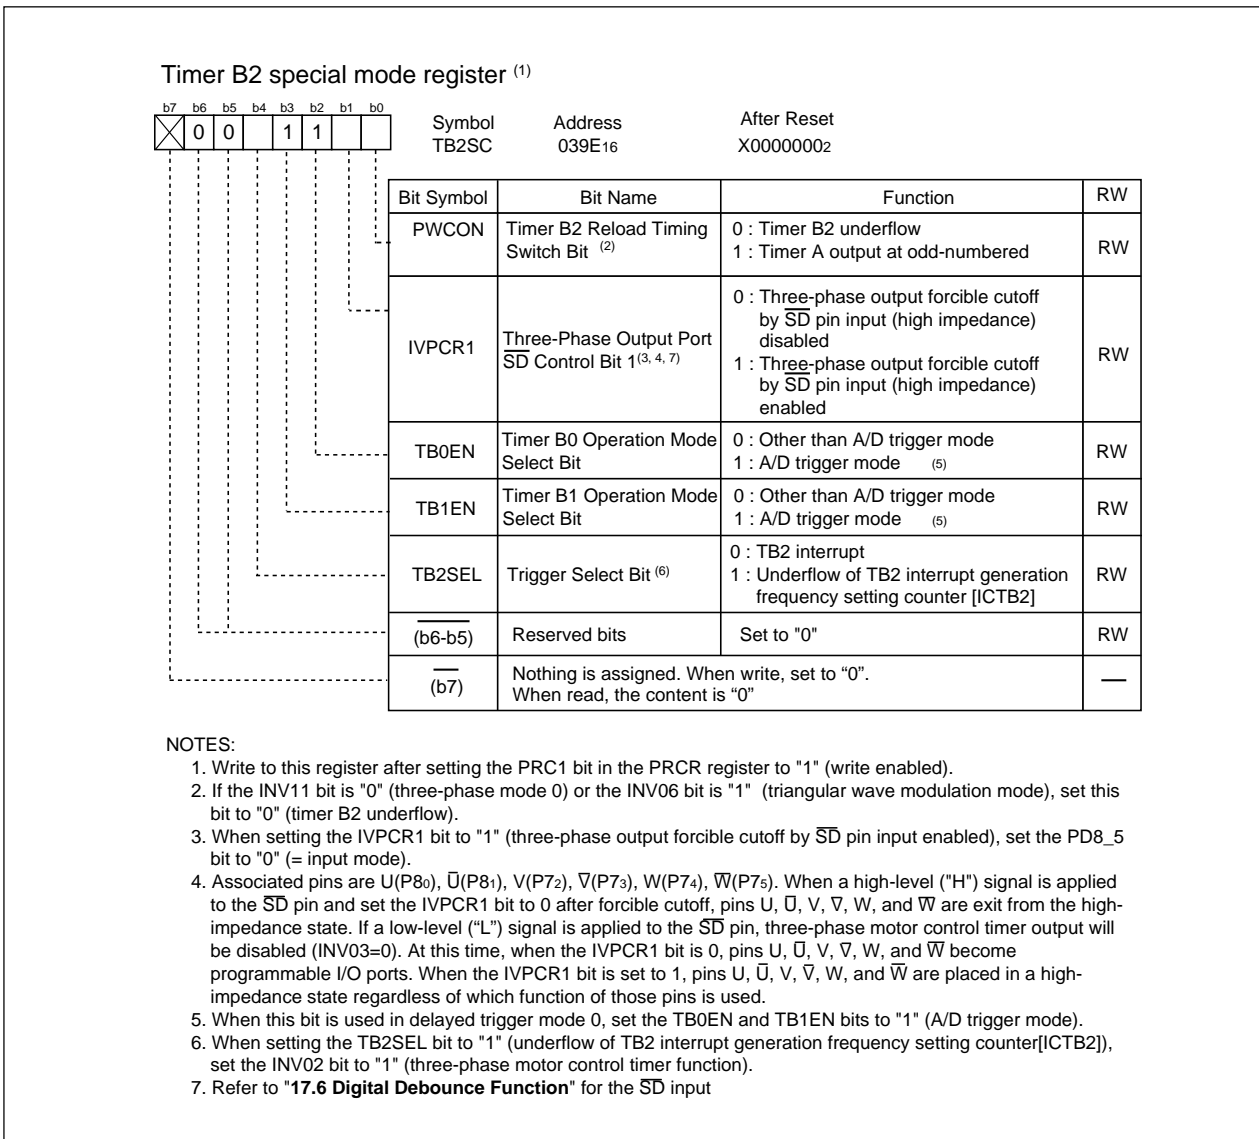 Timer B2 special mode register (1)
b7 b6 b5 b4 b3 b2 b1 b0
0 0 1 1
Symbol Address After Reset
TB2SC 039E16 X00000002
Bit Symbol Bit Name Function RW
PWCON Timer B2 Reload Timing Switch Bit (2)
0 : Timer B2 underflow
1 : Timer A output at odd-numbered
RW
IVPCR1
Three-Phase Output Port
S̅D̅ Control Bit 1(3, 4, 7)
0 : Three-phase output forcible cutoff
by S̅D̅ pin input (high impedance)
disabled
1 : Three-phase output forcible cutoff
by S̅D̅ pin input (high impedance)
enabled
RW
TB0EN
Timer B0 Operation Mode
Select Bit
0 : Other than A/D trigger mode
1 : A/D trigger mode (5)
RW
TB1EN
Timer B1 Operation Mode
Select Bit
0 : Other than A/D trigger mode
1 : A/D trigger mode (5)
RW
TB2SEL
Trigger Select Bit (6)
0 : TB2 interrupt
1 : Underflow of TB2 interrupt generation
frequency setting counter [ICTB2]
RW
(b6-b5) Reserved bits Set to "0" RW
(b7)
Nothing is assigned. When write, set to “0”.
When read, the content is “0”
—
NOTES:
1. Write to this register after setting the PRC1 bit in the PRCR register to "1" (write enabled).
2. If the INV11 bit is "0" (three-phase mode 0) or the INV06 bit is "1" (triangular wave modulation mode), set this
bit to "0" (timer B2 underflow).
3. When setting the IVPCR1 bit to "1" (three-phase output forcible cutoff by S̅D̅ pin input enabled), set the PD8_5
bit to "0" (= input mode).
4. Associated pins are U(P80), U̅(P81), V(P72), V̅(P73), W(P74), W̅(P75). When a high-level ("H") signal is applied
to the S̅D̅ pin and set the IVPCR1 bit to 0 after forcible cutoff, pins U, U̅, V, V̅, W, and W̅ are exit from the high-
impedance state. If a low-level (“L”) signal is applied to the S̅D̅ pin, three-phase motor control timer output will
be disabled (INV03=0). At this time, when the IVPCR1 bit is 0, pins U, U̅, V, V̅, W, and W̅ become
programmable I/O ports. When the IVPCR1 bit is set to 1, pins U, U̅, V, V̅, W, and W̅ are placed in a high-
impedance state regardless of which function of those pins is used.
5. When this bit is used in delayed trigger mode 0, set the TB0EN and TB1EN bits to "1" (A/D trigger mode).
6. When setting the TB2SEL bit to "1" (underflow of TB2 interrupt generation frequency setting counter[ICTB2]),
set the INV02 bit to "1" (three-phase motor control timer function).
7. Refer to "17.6 Digital Debounce Function" for the S̅D̅ input